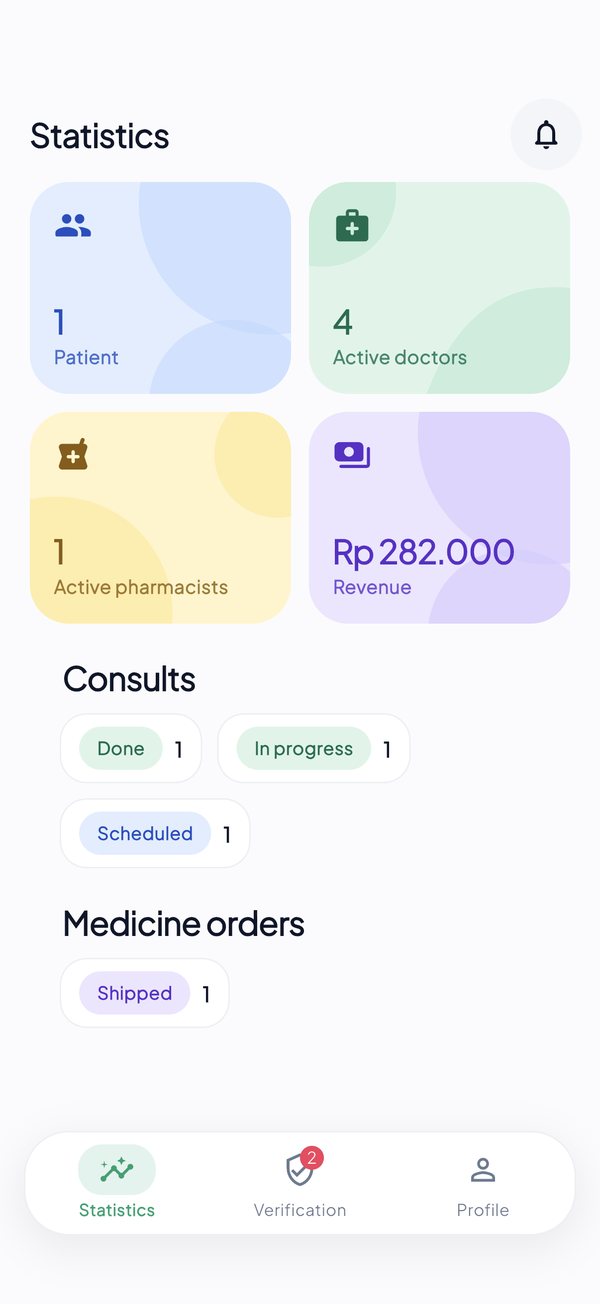 Statistics
1
Patient
4
Active doctors
1
Active pharmacists
Rp 282.000
Revenue
Consults
Done 1
In progress 1
Scheduled 1
Medicine orders
Shipped 1
2
Statistics
Verification
Profile